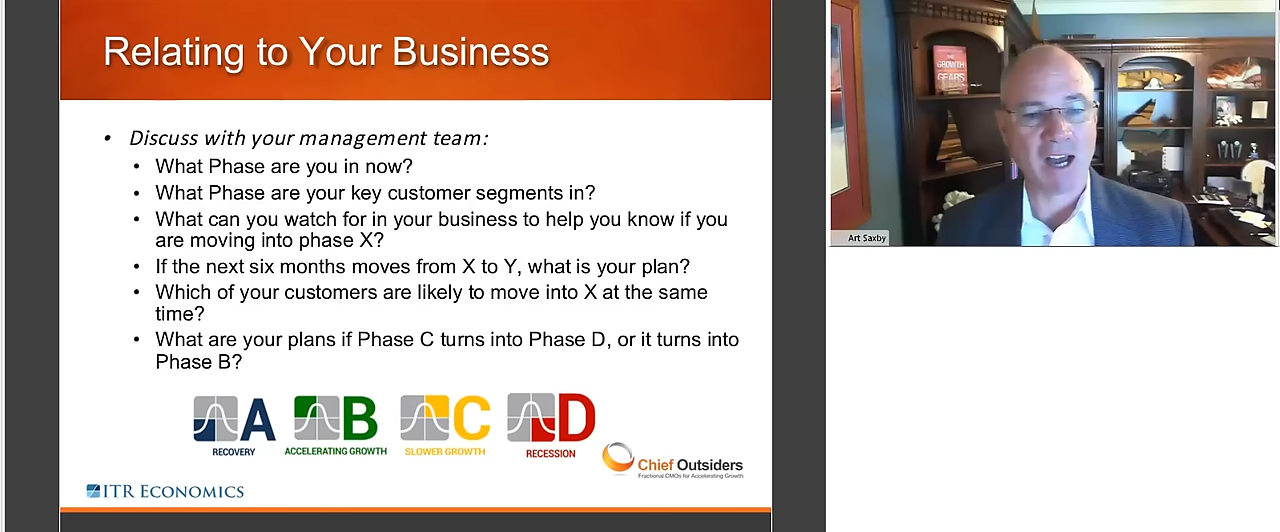 Relating to Your Business
• Discuss with your management team:
• What Phase are you in now?
• What Phase are your key customer segments in?
• What can you watch for in your business to help you know if you
are moving into phase X?
• If the next six months moves from X to Y, what is your plan?
• Which of your customers are likely to move into X at the same
time?
• What are your plans if Phase C turns into Phase D, or it turns into
Phase B?
A
RECOVERY
B
ACCELERATING GROWTH
C
SLOWER GROWTH
D
RECESSION
Chief Outsiders
Fractional CMOs for Accelerating Growth
ITR ECONOMICS
THE
GROWTH
GEARS
Art Saxby